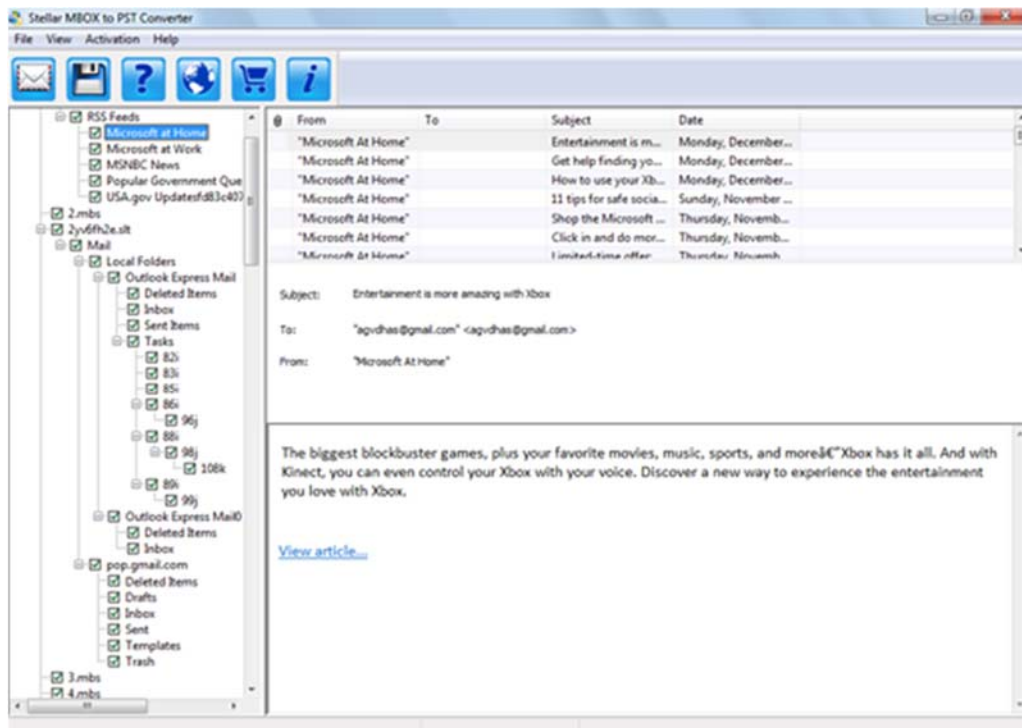 Stellar MBOX to PST Converter
File View Activation Help
RSS Feeds
Microsoft at Home
Microsoft at Work
MSNBC News
Popular Government Que
USA.gov Updatesfd83c407
2.mbs
2yv6fh2e.slt
Mail
Local Folders
Outlook Express Mail
Deleted Items
Inbox
Sent Items
Tasks
82i
83i
85i
86i
96j
88i
98j
108k
89i
99j
Outlook Express Mail0
Deleted Items
Inbox
pop.gmail.com
Deleted Items
Drafts
Inbox
Sent
Templates
Trash
3.mbs
4.mbs
From To Subject Date
"Microsoft At Home" Entertainment is m... Monday, December...
"Microsoft At Home" Get help finding yo... Monday, December...
"Microsoft At Home" How to use your Xb... Monday, December...
"Microsoft At Home" 11 tips for safe socia... Sunday, November ...
"Microsoft At Home" Shop the Microsoft ... Thursday, Novemb...
"Microsoft At Home" Click in and do mor... Thursday, Novemb...
"Microsoft At Home" Limited-time offer: Thursday, Novemb
Subject: Entertainment is more amazing with Xbox
To: "agvdhas@gmail.com" <agvdhas@gmail.com>
From: "Microsoft At Home"
The biggest blockbuster games, plus your favorite movies, music, sports, and moreâ€"Xbox has it all. And with
Kinect, you can even control your Xbox with your voice. Discover a new way to experience the entertainment
you love with Xbox.
View article...